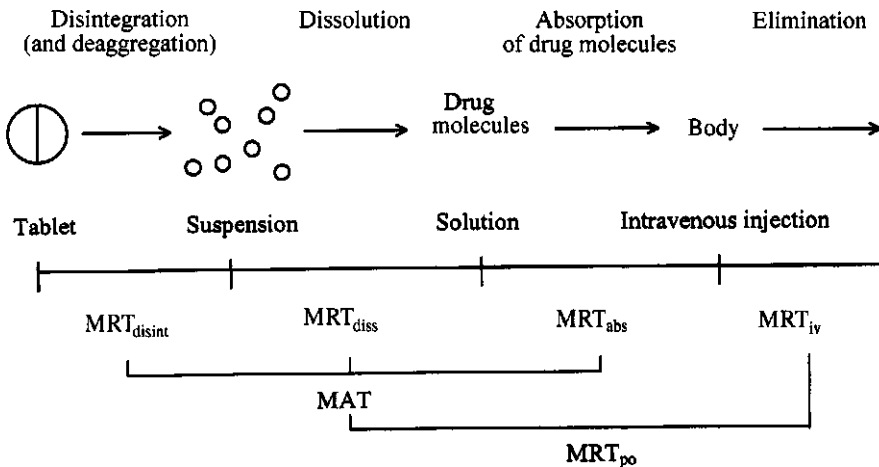 Disintegration
(and deaggregation)
Dissolution
Absorption
of drug molecules
Elimination
Drug
molecules
Body
Tablet
Suspension
Solution
Intravenous injection
MRTdisint
MRTdiss
MRTabs
MRTiv
MAT
MRTpo